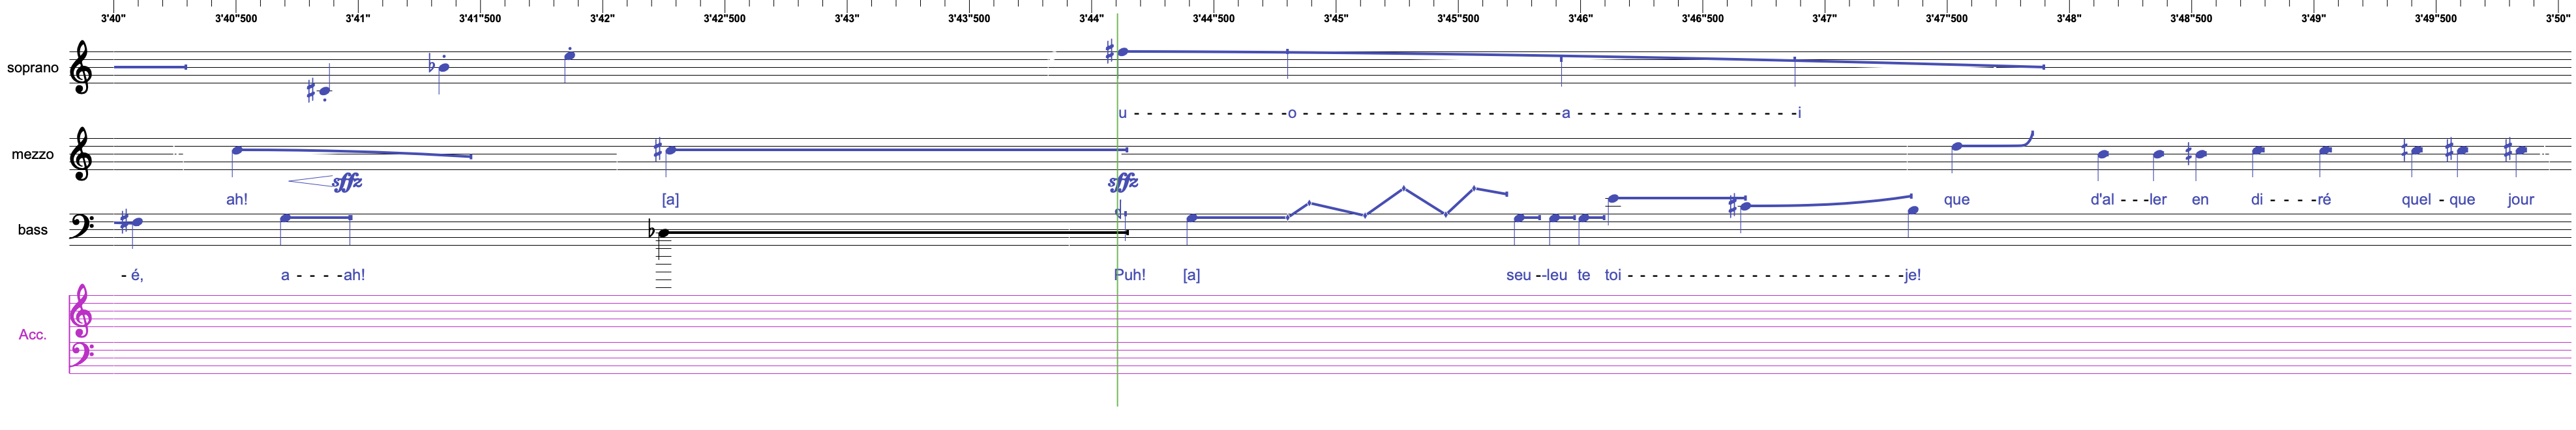 3'40" 3'40"500 3'41" 3'41"500 3'42" 3'42"500 3'43" 3'43"500 3'44" 3'44"500 3'45" 3'45"500 3'46" 3'46"500 3'47" 3'47"500 3'48" 3'48"500 3'49" 3'49"500 3'50"
soprano
u - - - - - - - - - - - -o- - - - - - - - - - - - - - - - - - - - -a - - - - - - - - - - - - - - - - -i
mezzo
sffz sffz
ah! [a] que d'al - - -ler en di - - - -ré quel - que jour
bass
- é, a - - - -ah! Puh! [a] seu --leu te toi - - - - - - - - - - - - - - - - - - - - -je!
Acc.